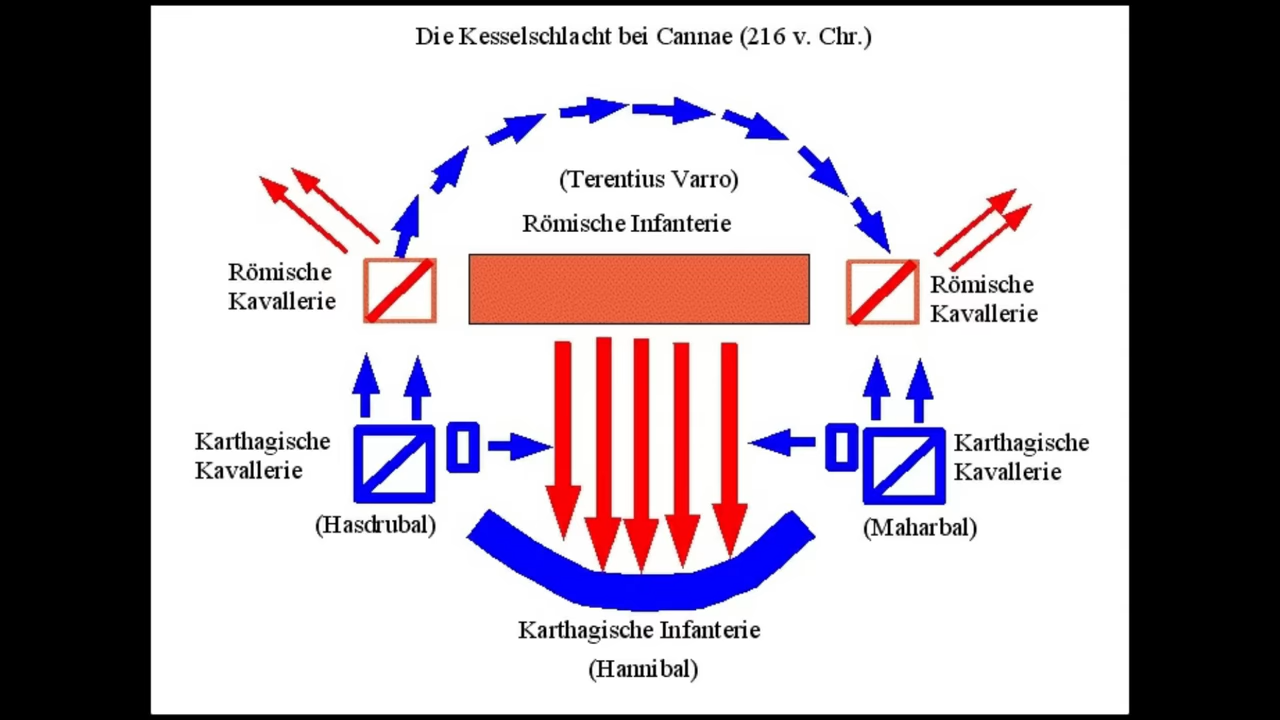 Die Kesselschlacht bei Cannae (216 v. Chr.)
(Terentius Varro)
Römische Infanterie
Römische
Kavallerie
Römische
Kavallerie
Karthagische
Kavallerie
(Hasdrubal)
Karthagische
Kavallerie
(Maharbal)
Karthagische Infanterie
(Hannibal)